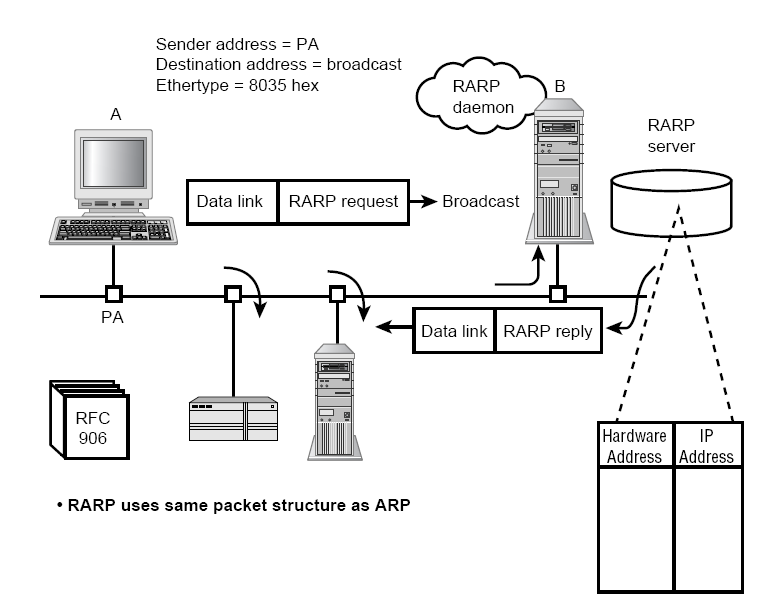 Sender address = PA
Destination address = broadcast
Ethertype = 8035 hex
A
RARP
daemon
B
RARP
server
Data link
RARP request
Broadcast
PA
Data link
RARP reply
RFC
906
Hardware
Address
IP
Address
• RARP uses same packet structure as ARP